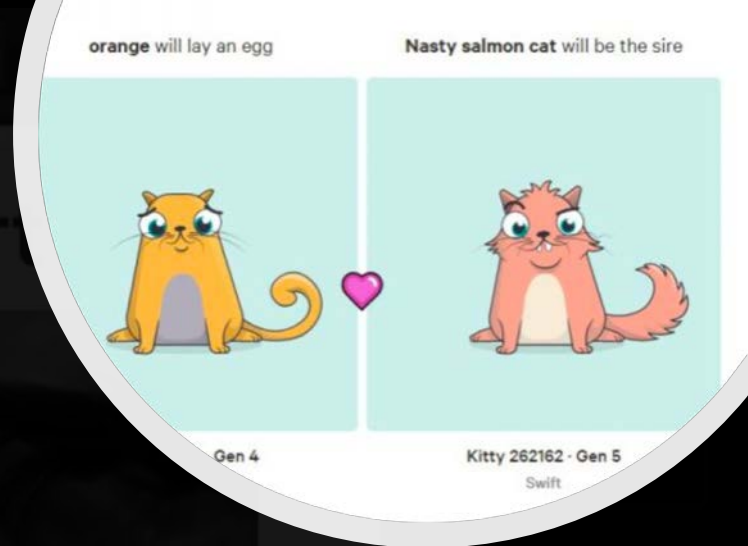 orange will lay an egg
Nasty salmon cat will be the sire
Gen 4
Kitty 262162 · Gen 5
Swift